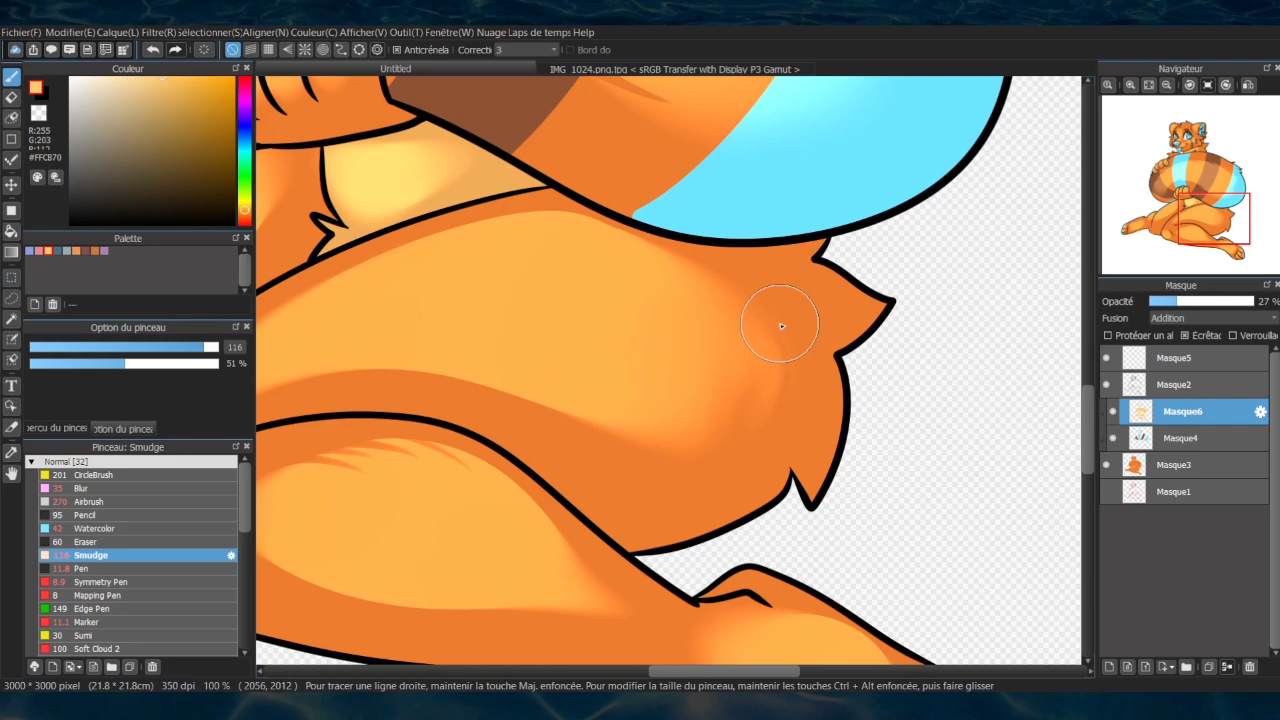 Fichier(F) Modifier(E) Calque(L) Filtre(R) Sélectionner(S) Aligner(N) Couleur(C) Afficher(V) Outil(T) Fenêtre(W) Nuage Laps de temps Help
Anticrénela Correcti 3 Bord do
Couleur
Untitled
IMG_1024.png.jpg < sRGB Transfer with Display P3 Gamut >
Navigateur
R:255
G:203
B:112
#FFCB70
Palette
---
Option du pinceau
116
51 %
perçu du pince option du pincea
Pinceau: Smudge
Normal [32]
201 CircleBrush
35 Blur
270 Airbrush
95 Pencil
42 Watercolor
60 Eraser
116 Smudge
11.8 Pen
8.9 Symmetry Pen
8 Mapping Pen
149 Edge Pen
11.1 Marker
30 Sumi
100 Soft Cloud 2
Masque
Opacité 27 %
Fusion Addition
Protéger un al Ecrêtac Verrouilla
Masque5
Masque2
Masque6
Masque4
Masque3
Masque1
3000 * 3000 pixel (21.8 * 21.8cm) 350 dpi 100 % ( 2056, 2012 ) Pour tracer une ligne droite, maintenir la touche Maj. enfoncée. Pour modifier la taille du pinceau, maintenir les touches Ctrl + Alt enfoncée, puis faire glisser